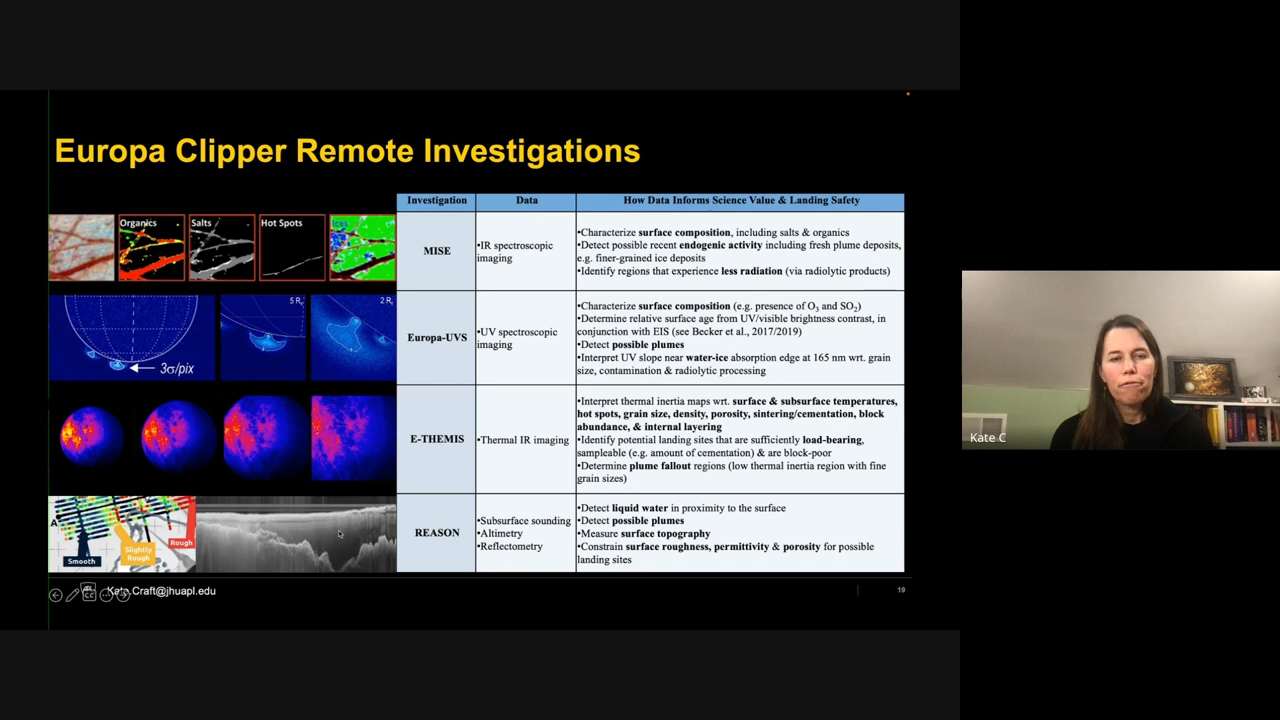 Europa Clipper Remote Investigations
Organics
Salts
Hot Spots
Ices
5 R
2 R
3σ/pix
A
Smooth
Slightly
Rough
Rough
Investigation
Data
How Data Informs Science Value & Landing Safety
MISE
•IR spectroscopic
imaging
•Characterize surface composition, including salts & organics
•Detect possible recent endogenic activity including fresh plume deposits,
e.g. finer-grained ice deposits
•Identify regions that experience less radiation (via radiolytic products)
Europa-UVS
•UV spectroscopic
imaging
•Characterize surface composition (e.g. presence of O3 and SO2)
•Determine relative surface age from UV/visible brightness contrast, in
conjunction with EIS (see Becker et al., 2017/2019)
•Detect possible plumes
•Interpret UV slope near water-ice absorption edge at 165 nm wrt. grain
size, contamination & radiolytic processing
E-THEMIS
•Thermal IR imaging
•Interpret thermal inertia maps wrt. surface & subsurface temperatures,
hot spots, grain size, density, porosity, sintering/cementation, block
abundance, & internal layering
•Identify potential landing sites that are sufficiently load-bearing,
sampleable (e.g. amount of cementation) & are block-poor
•Determine plume fallout regions (low thermal inertia region with fine
grain sizes)
REASON
•Subsurface sounding
•Altimetry
•Reflectometry
•Detect liquid water in proximity to the surface
•Detect possible plumes
•Measure surface topography
•Constrain surface roughness, permittivity & porosity for possible
landing sites
Kate.Craft@jhuapl.edu
19
Kate C